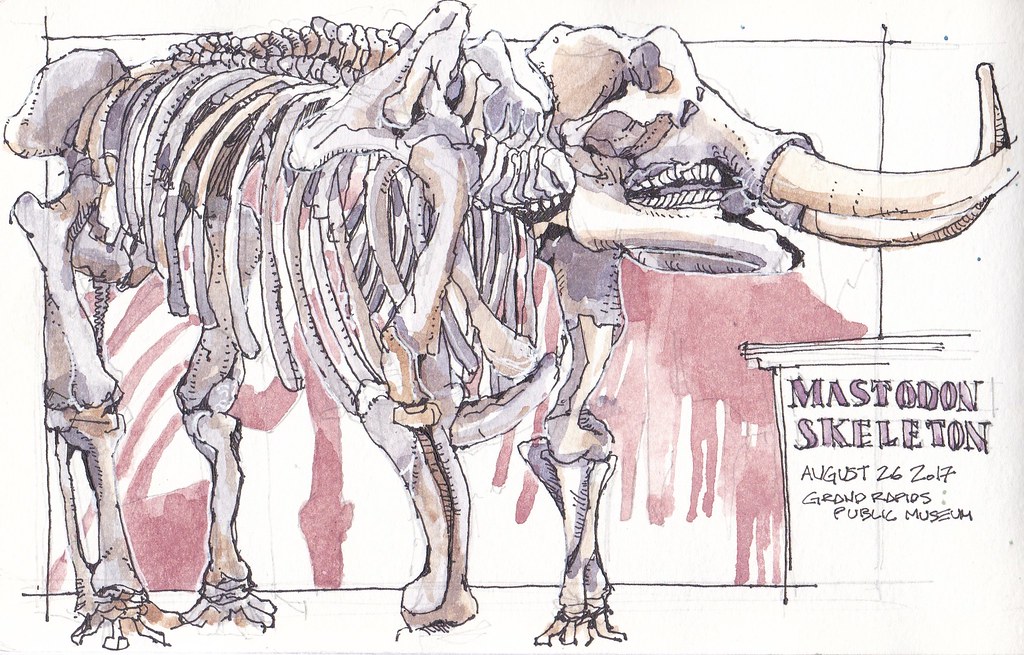 MASTODON
SKELETON
AUGUST 26 2017
GRAND RAPIDS
PUBLIC MUSEUM